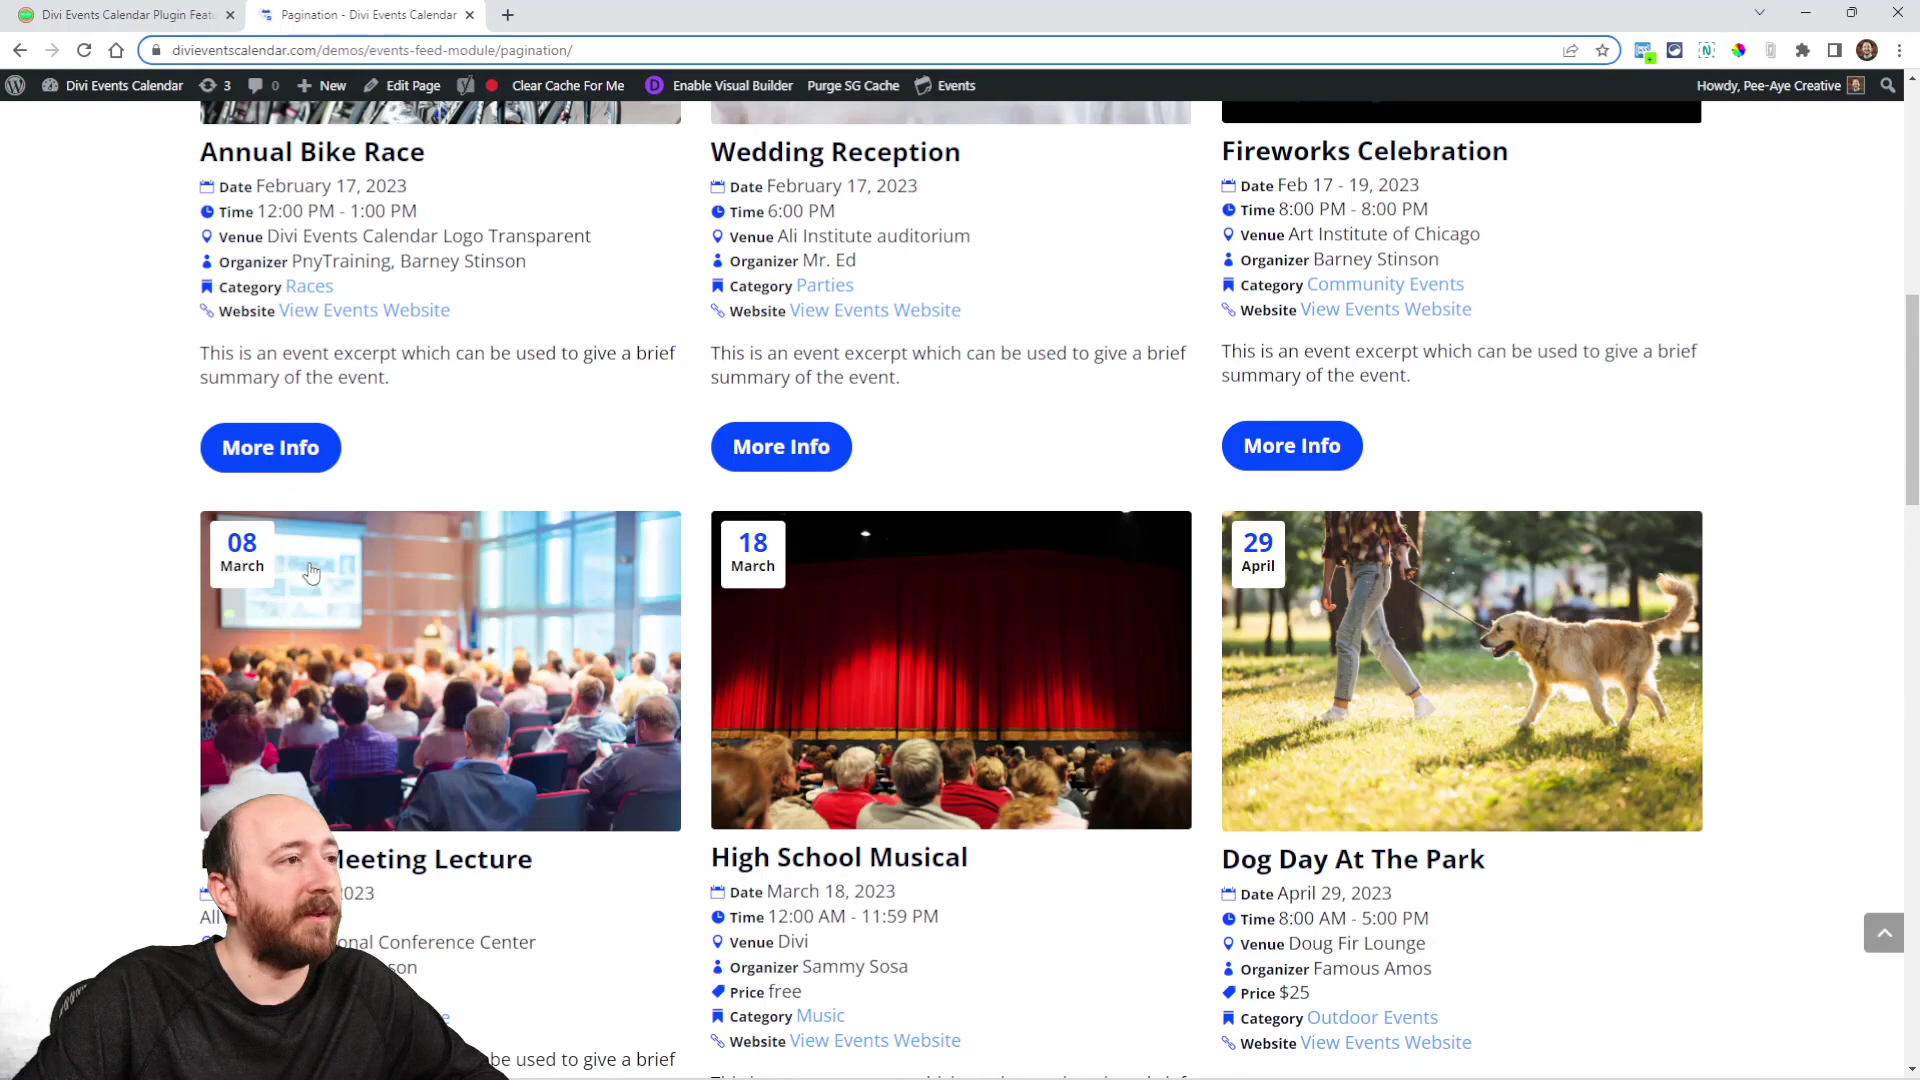 Divi Events Calendar Plugin Feat
Pagination - Divi Events Calendar
divieventscalendar.com/demos/events-feed-module/pagination/
Divi Events Calendar 3 0 New Edit Page Clear Cache For Me Enable Visual Builder Purge SG Cache Events Howdy, Pee-Aye Creative
Annual Bike Race
Date February 17, 2023
Time 12:00 PM - 1:00 PM
Venue Divi Events Calendar Logo Transparent
Organizer PnyTraining, Barney Stinson
Category Races
Website View Events Website
This is an event excerpt which can be used to give a brief
summary of the event.
More Info
Wedding Reception
Date February 17, 2023
Time 6:00 PM
Venue Ali Institute auditorium
Organizer Mr. Ed
Category Parties
Website View Events Website
This is an event excerpt which can be used to give a brief
summary of the event.
More Info
Fireworks Celebration
Date Feb 17 - 19, 2023
Time 8:00 PM - 8:00 PM
Venue Art Institute of Chicago
Organizer Barney Stinson
Category Community Events
Website View Events Website
This is an event excerpt which can be used to give a brief
summary of the event.
More Info
08
March
Meeting Lecture
2023
All
onal Conference Center
son
be used to give a brief
18
March
High School Musical
Date March 18, 2023
Time 12:00 AM - 11:59 PM
Venue Divi
Organizer Sammy Sosa
Price free
Category Music
Website View Events Website
29
April
Dog Day At The Park
Date April 29, 2023
Time 8:00 AM - 5:00 PM
Venue Doug Fir Lounge
Organizer Famous Amos
Price $25
Category Outdoor Events
Website View Events Website